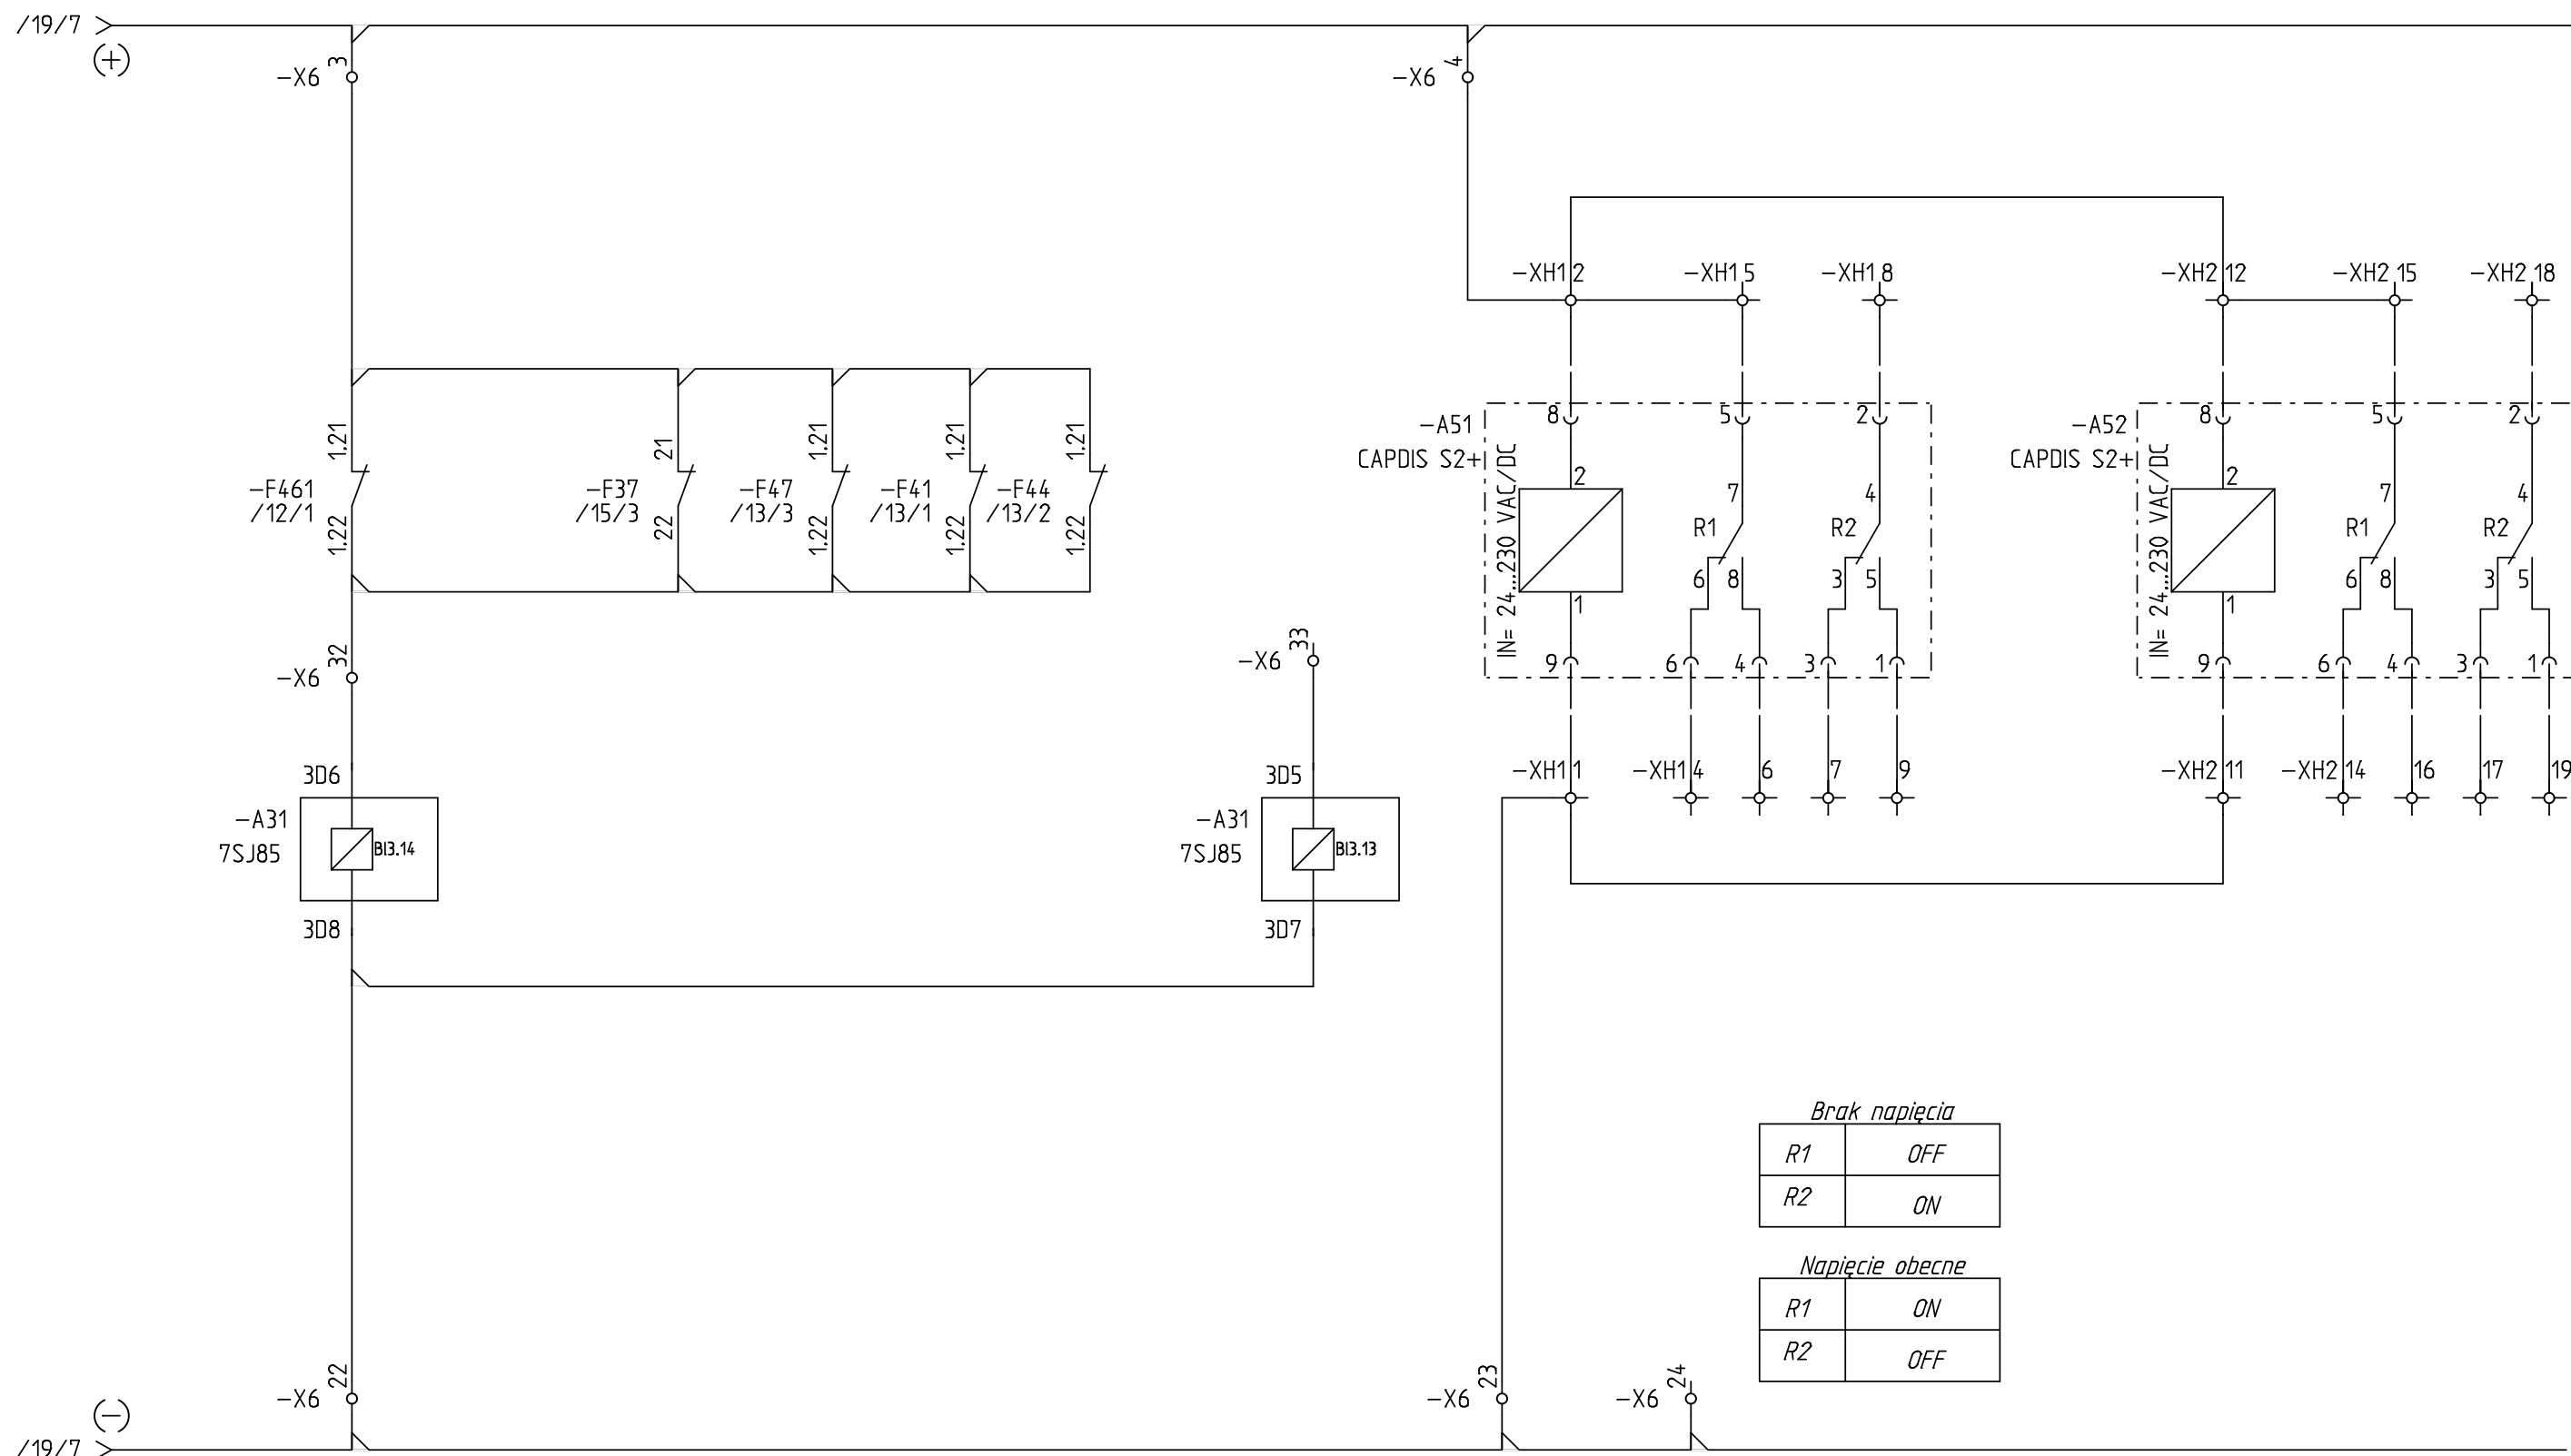 /19/7
(+)
-X6 3
-X6 4
-XH1 2
-XH1 5
-XH1 8
-XH2 12
-XH2 15
-XH2 18
1,21
21
1,21
1,21
1,21
-F461
/12/1
-F37
/15/3
-F47
/13/3
-F41
/13/1
-F44
/13/2
1,22
22
1,22
1,22
1,22
-A51
CAPDIS S2+
IN= 24...230 VAC/DC
8 5 2
2 7 4
R1 R2
6 8 3 5
1
9 6 4 3 1
-A52
CAPDIS S2+
IN= 24...230 VAC/DC
8 5 2
2 7 4
R1 R2
6 8 3 5
1
9 6 4 3 1
-X6 32
-X6 33
3D6
-A31
7SJ85
BI3.14
3D8
3D5
-A31
7SJ85
BI3.13
3D7
-XH1 1
-XH1 4 6 7 9
-XH2 11
-XH2 14 16 17 19
Brak napięcia
R1 OFF
R2 ON
Napięcie obecne
R1 ON
R2 OFF
-X6 22
-X6 23
-X6 24
(-)
/19/7